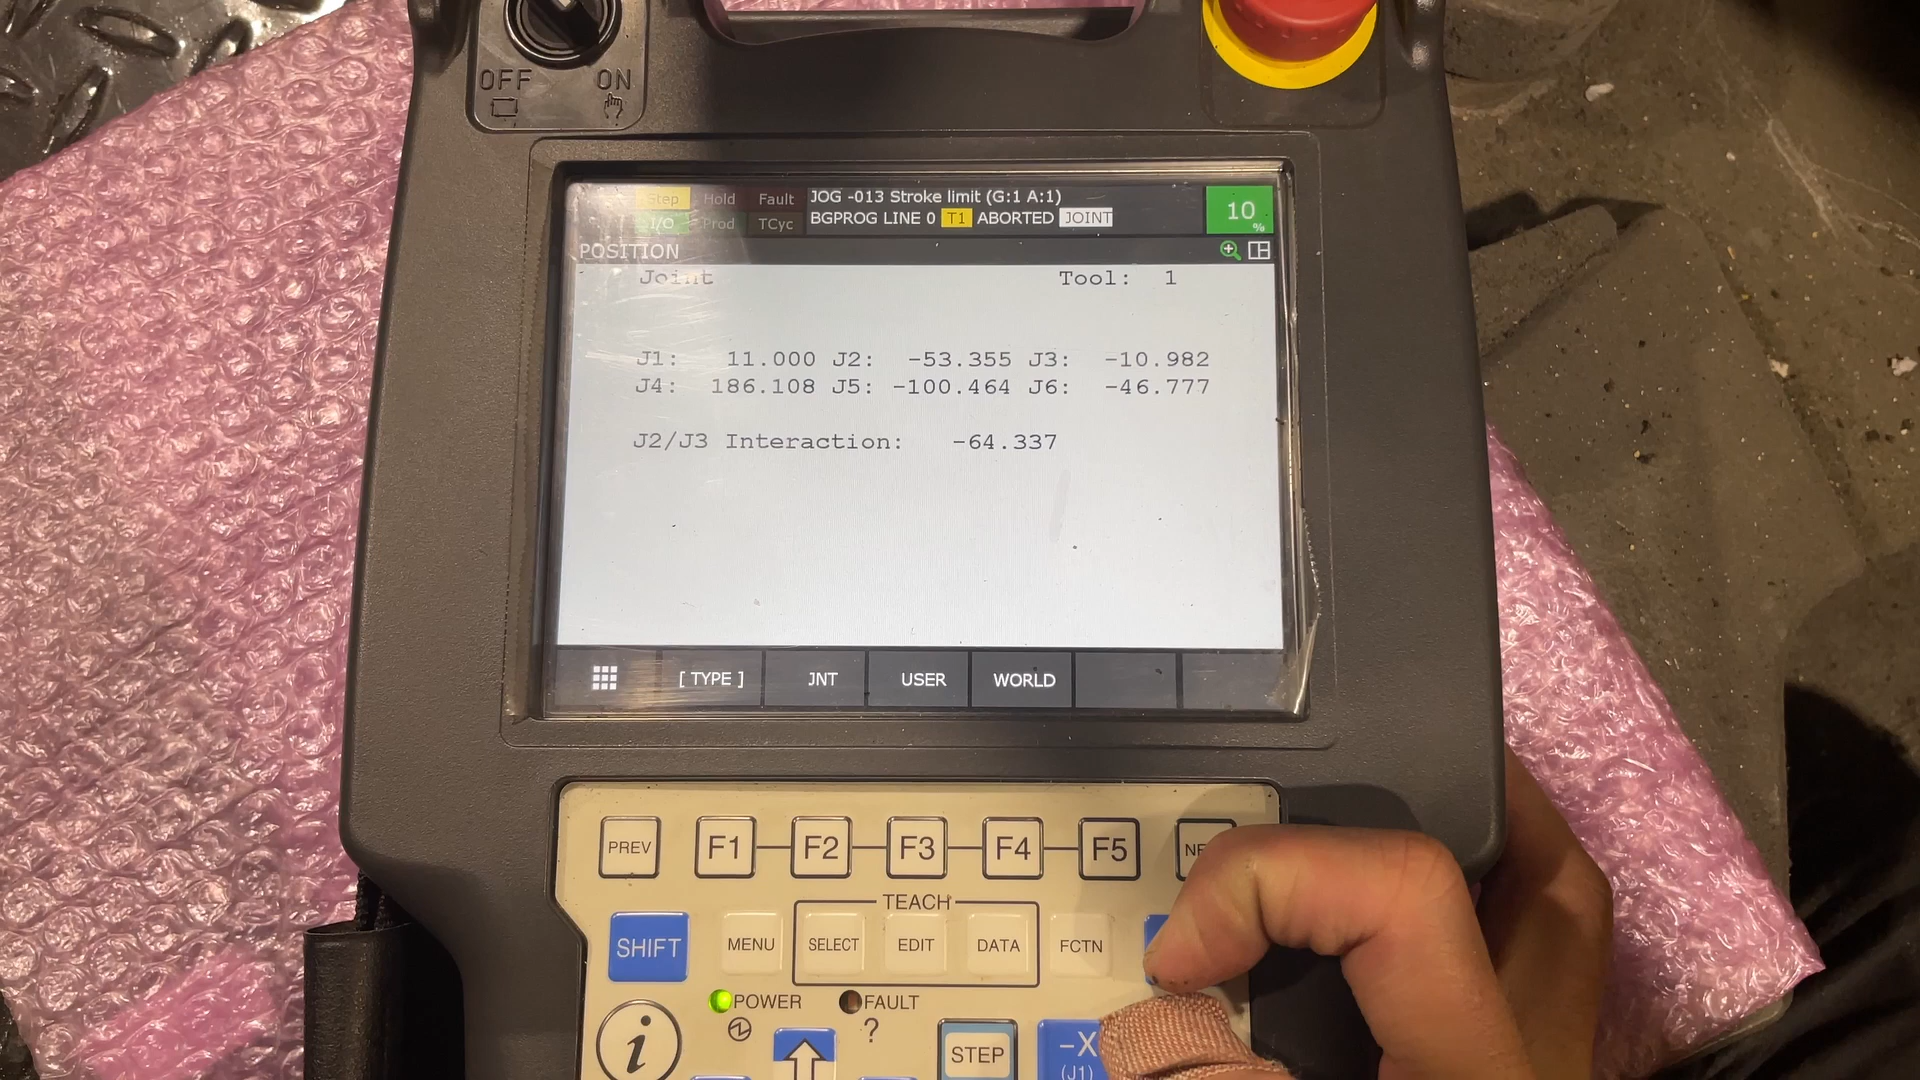 OFF ON
Step Hold Fault JOG -013 Stroke limit (G:1 A:1)
I/O Prod TCyc BGPROG LINE 0 T1 ABORTED JOINT
10 %
POSITION
Joint Tool: 1
J1: 11.000 J2: -53.355 J3: -10.982
J4: 186.108 J5: -100.464 J6: -46.777
J2/J3 Interaction: -64.337
[ TYPE ] JNT USER WORLD
PREV F1 F2 F3 F4 F5
TEACH
SHIFT MENU SELECT EDIT DATA FCTN
POWER FAULT
i ? STEP -X
(J1)